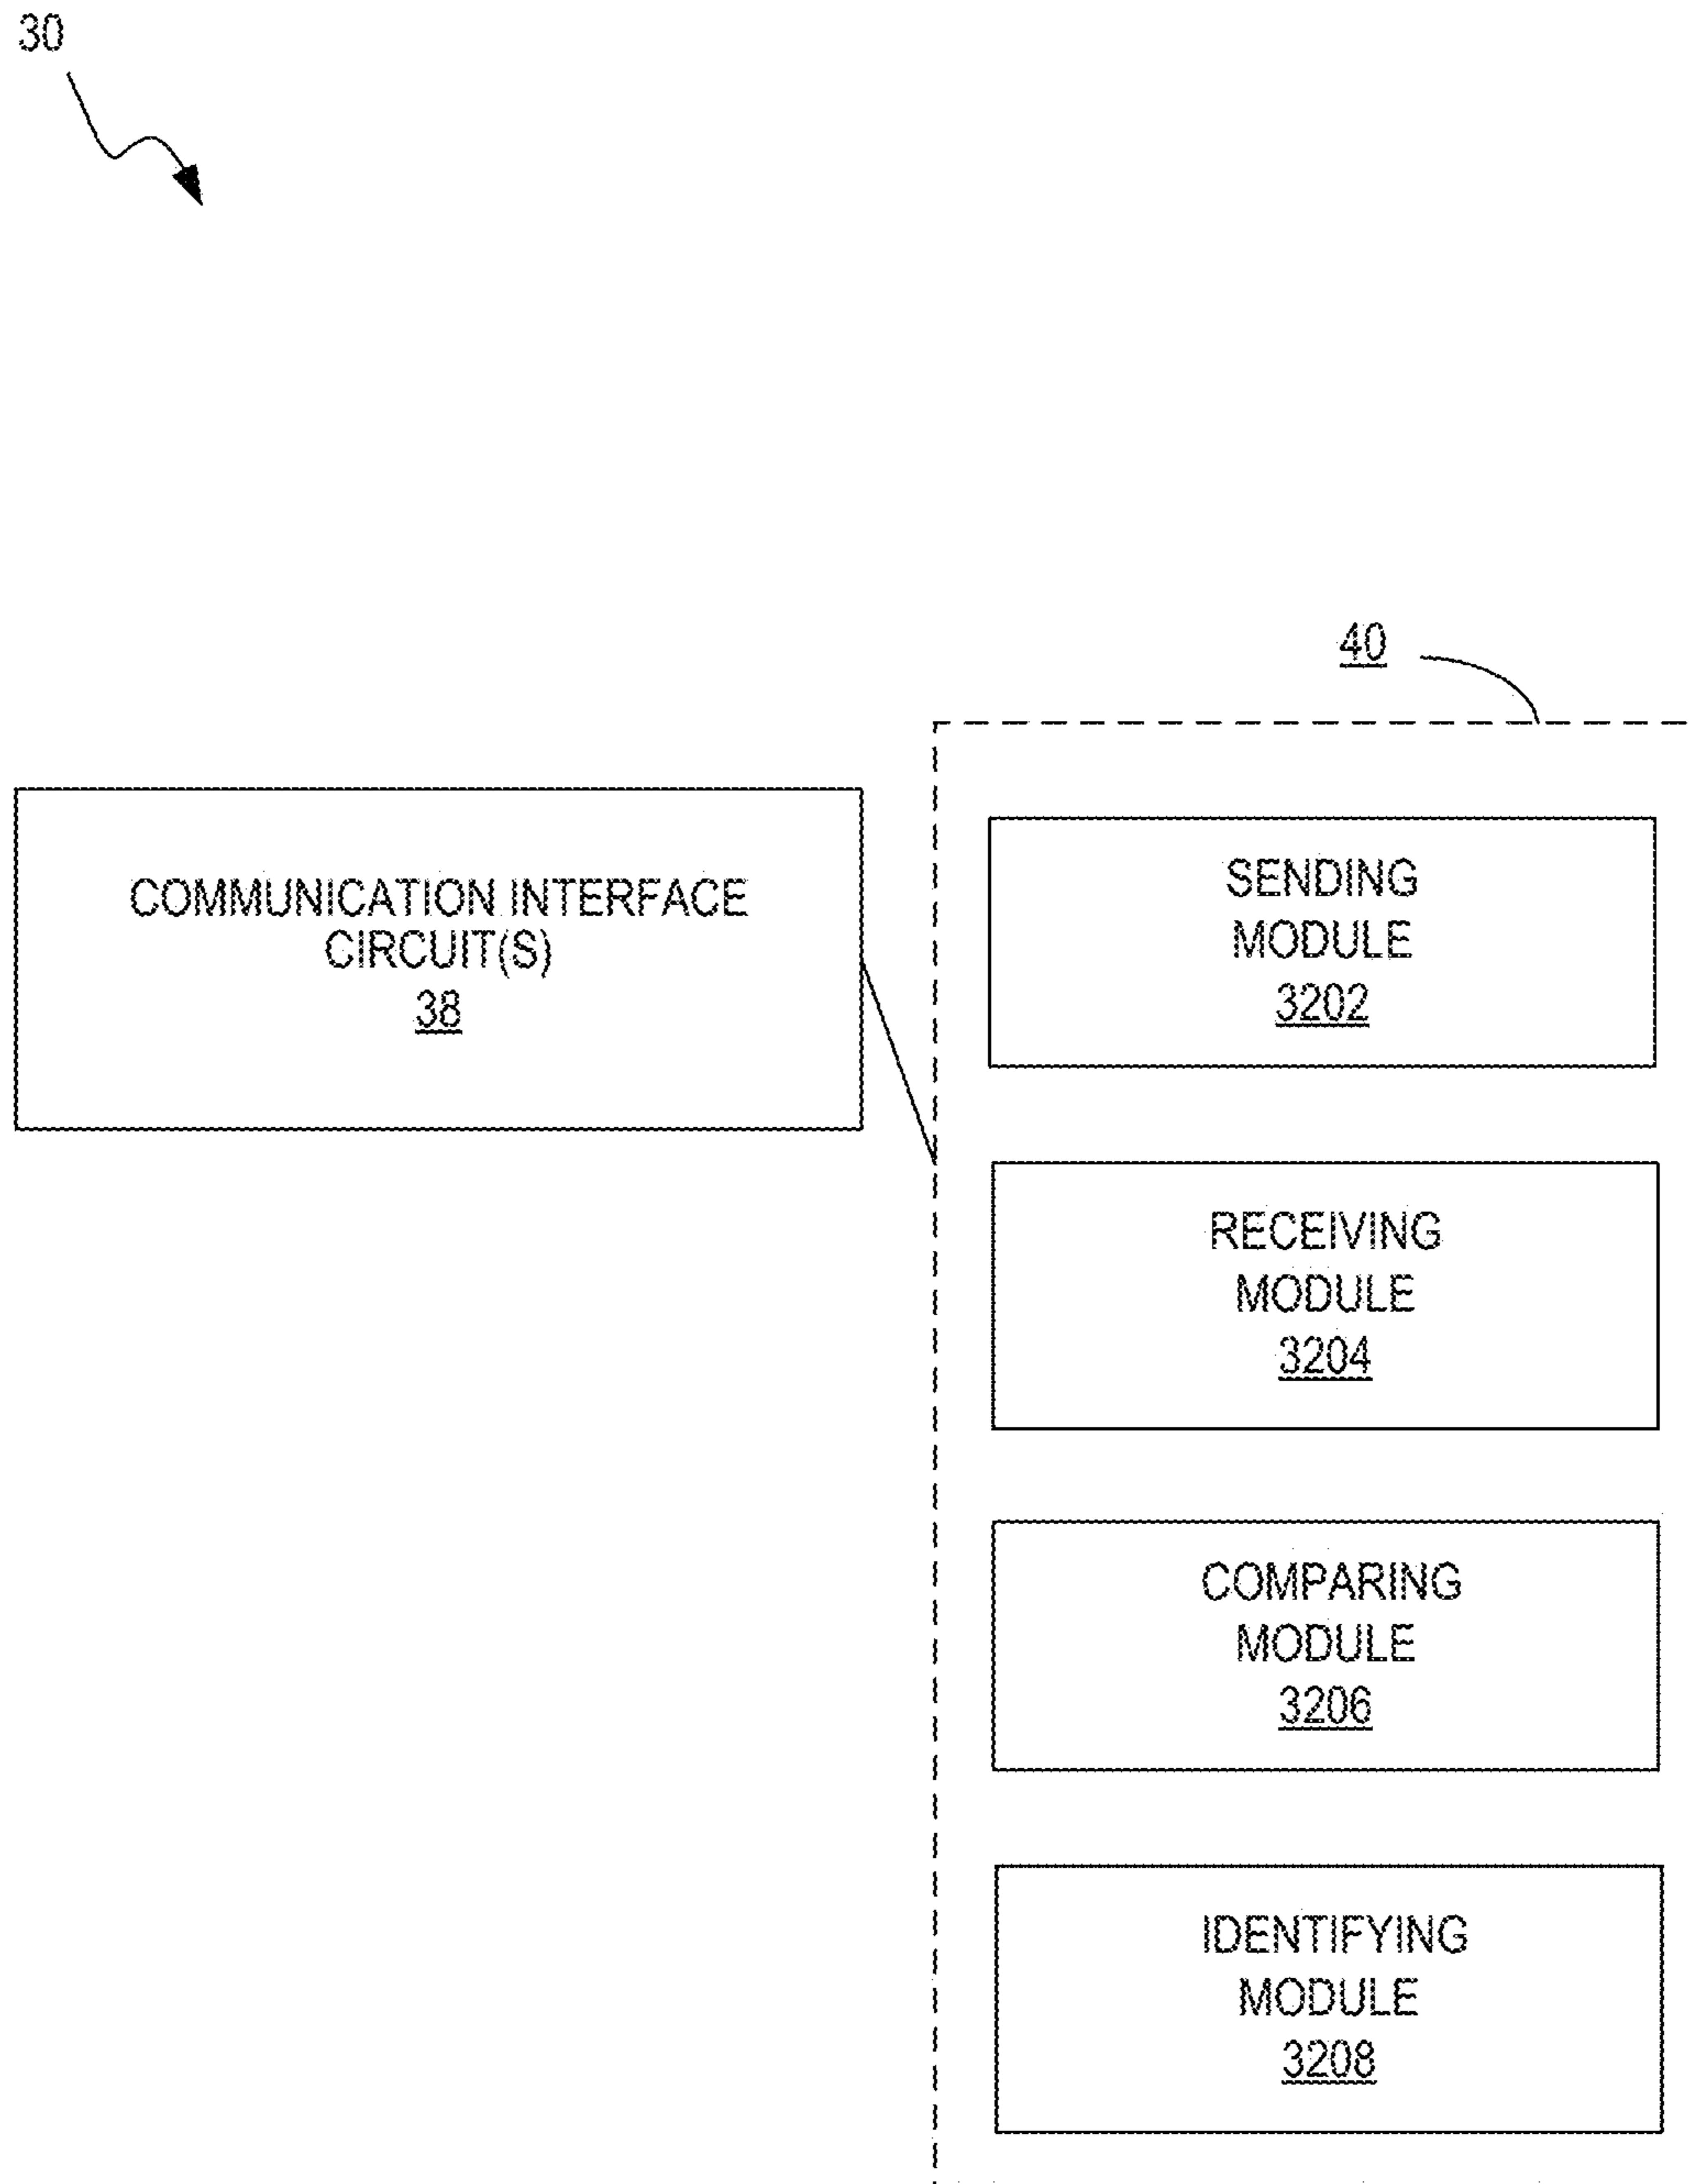 30
40
COMMUNICATION INTERFACE
CIRCUIT(S)
38
SENDING
MODULE
3202
RECEIVING
MODULE
3204
COMPARING
MODULE
3206
IDENTIFYING
MODULE
3208